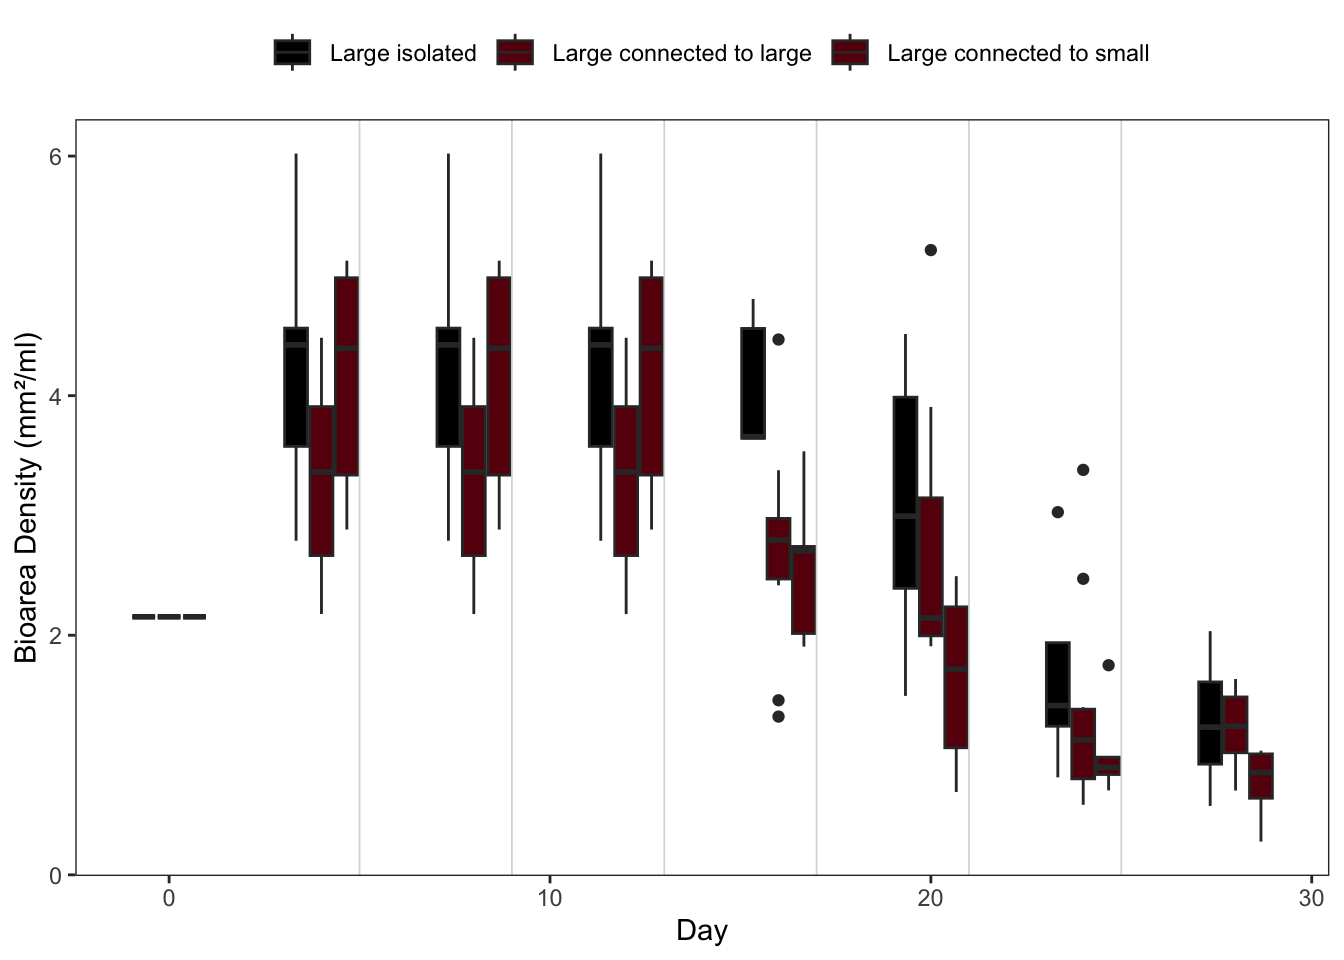 Large isolated Large connected to large Large connected to small
Bioarea Density (mm²/ml)
6
4
2
0
0 10 20 30
Day